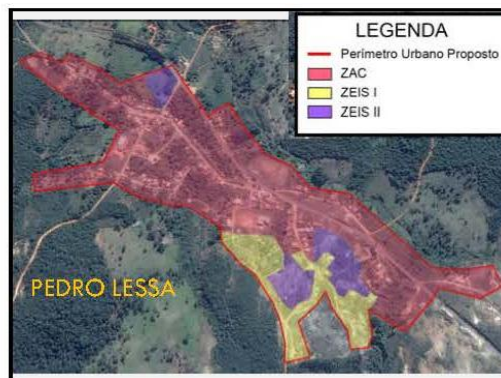 LEGENDA
Perímetro Urbano Proposto
ZAC
ZEIS I
ZEIS II
PEDRO LESSA